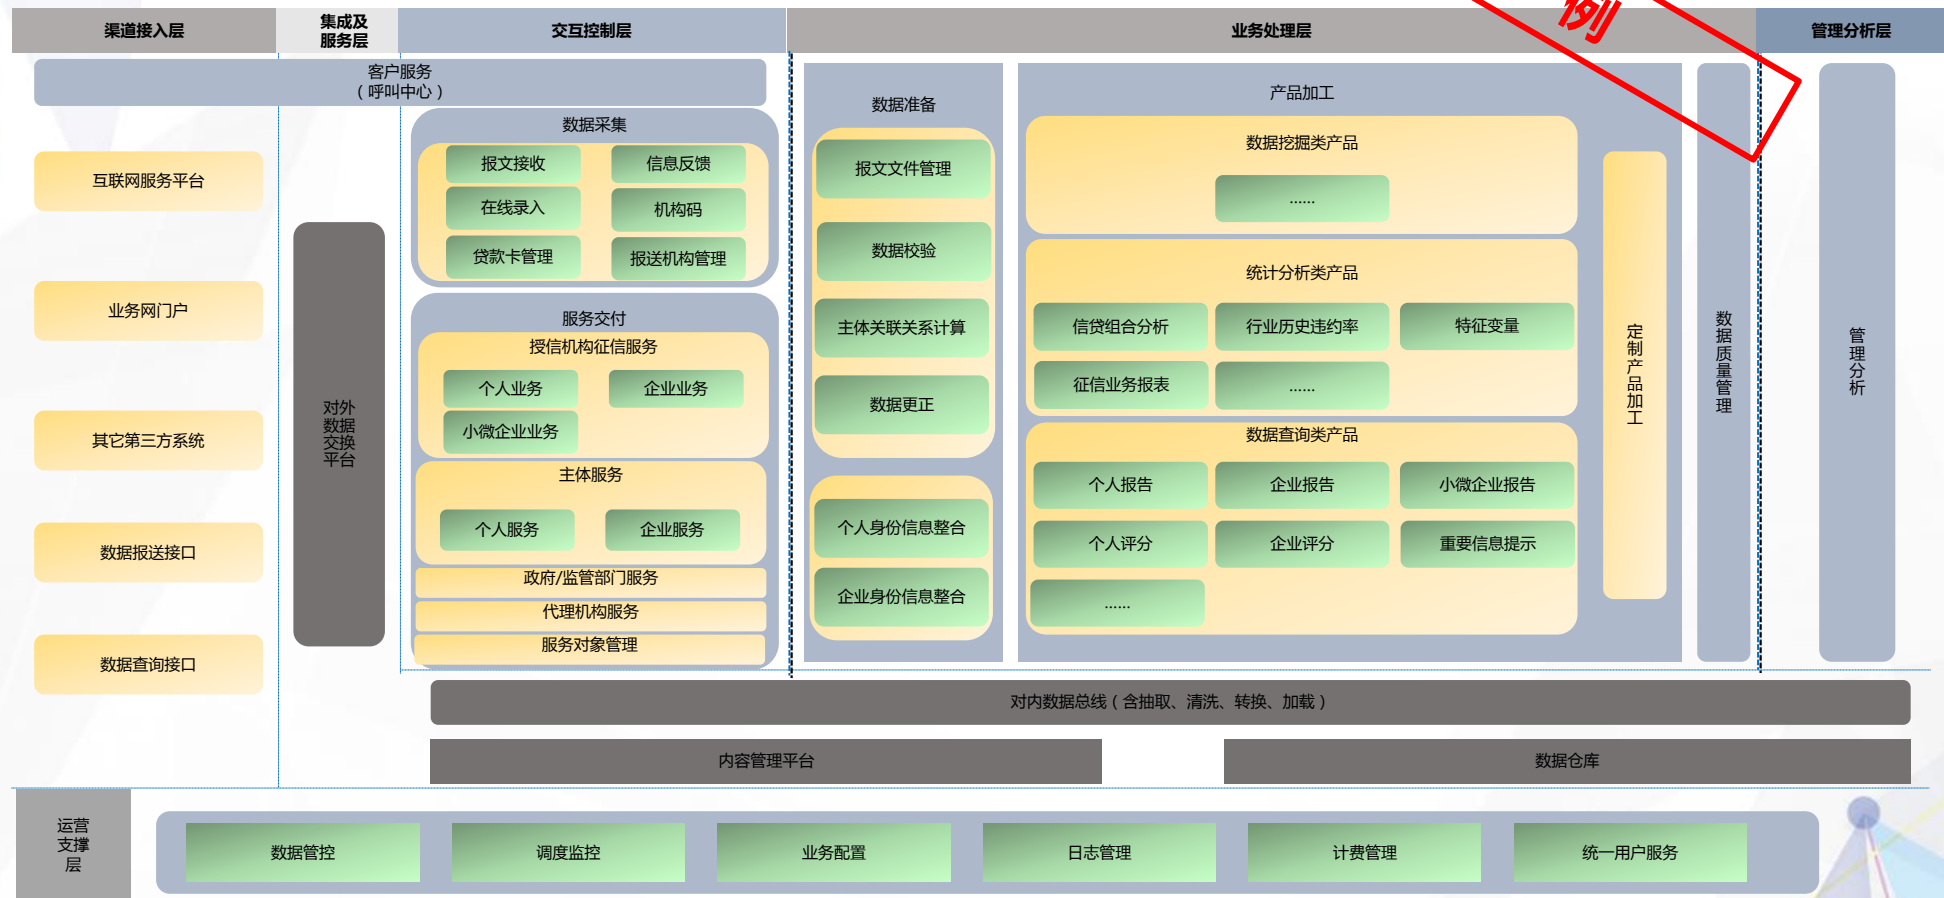 渠道接入层
集成及
服务层
交互控制层
业务处理层
管理分析层
例
客户服务
（呼叫中心）
互联网服务平台
业务网门户
其它第三方系统
数据报送接口
数据查询接口
对外
数据
交换
平台
数据采集
报文接收
信息反馈
在线录入
机构码
贷款卡管理
报送机构管理
服务交付
授信机构征信服务
个人业务
企业业务
小微企业业务
主体服务
个人服务
企业服务
政府/监管部门服务
代理机构服务
服务对象管理
数据准备
报文文件管理
数据校验
主体关联关系计算
数据更正
个人身份信息整合
企业身份信息整合
产品加工
数据挖掘类产品
......
统计分析类产品
信贷组合分析
行业历史违约率
特征变量
征信业务报表
......
数据查询类产品
个人报告
企业报告
小微企业报告
个人评分
企业评分
重要信息提示
......
定制产品加工
数据质量管理
管理分析
对内数据总线（含抽取、清洗、转换、加载）
内容管理平台
数据仓库
运营
支撑
层
数据管控
调度监控
业务配置
日志管理
计费管理
统一用户服务